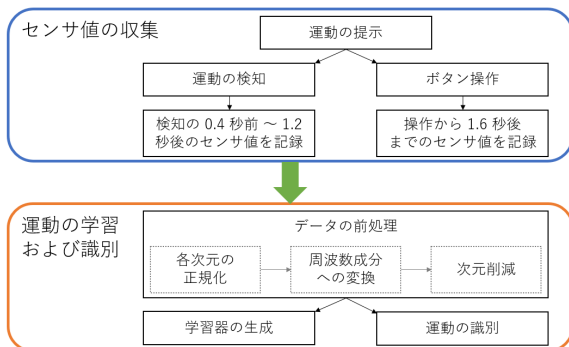 センサ値の収集
運動の提示
運動の検知
ボタン操作
検知の 0.4 秒前 ~ 1.2
秒後のセンサ値を記録
操作から 1.6 秒後
までのセンサ値を記録
運動の学習
および識別
データの前処理
各次元の
正規化
周波数成分
への変換
次元削減
学習器の生成
運動の識別